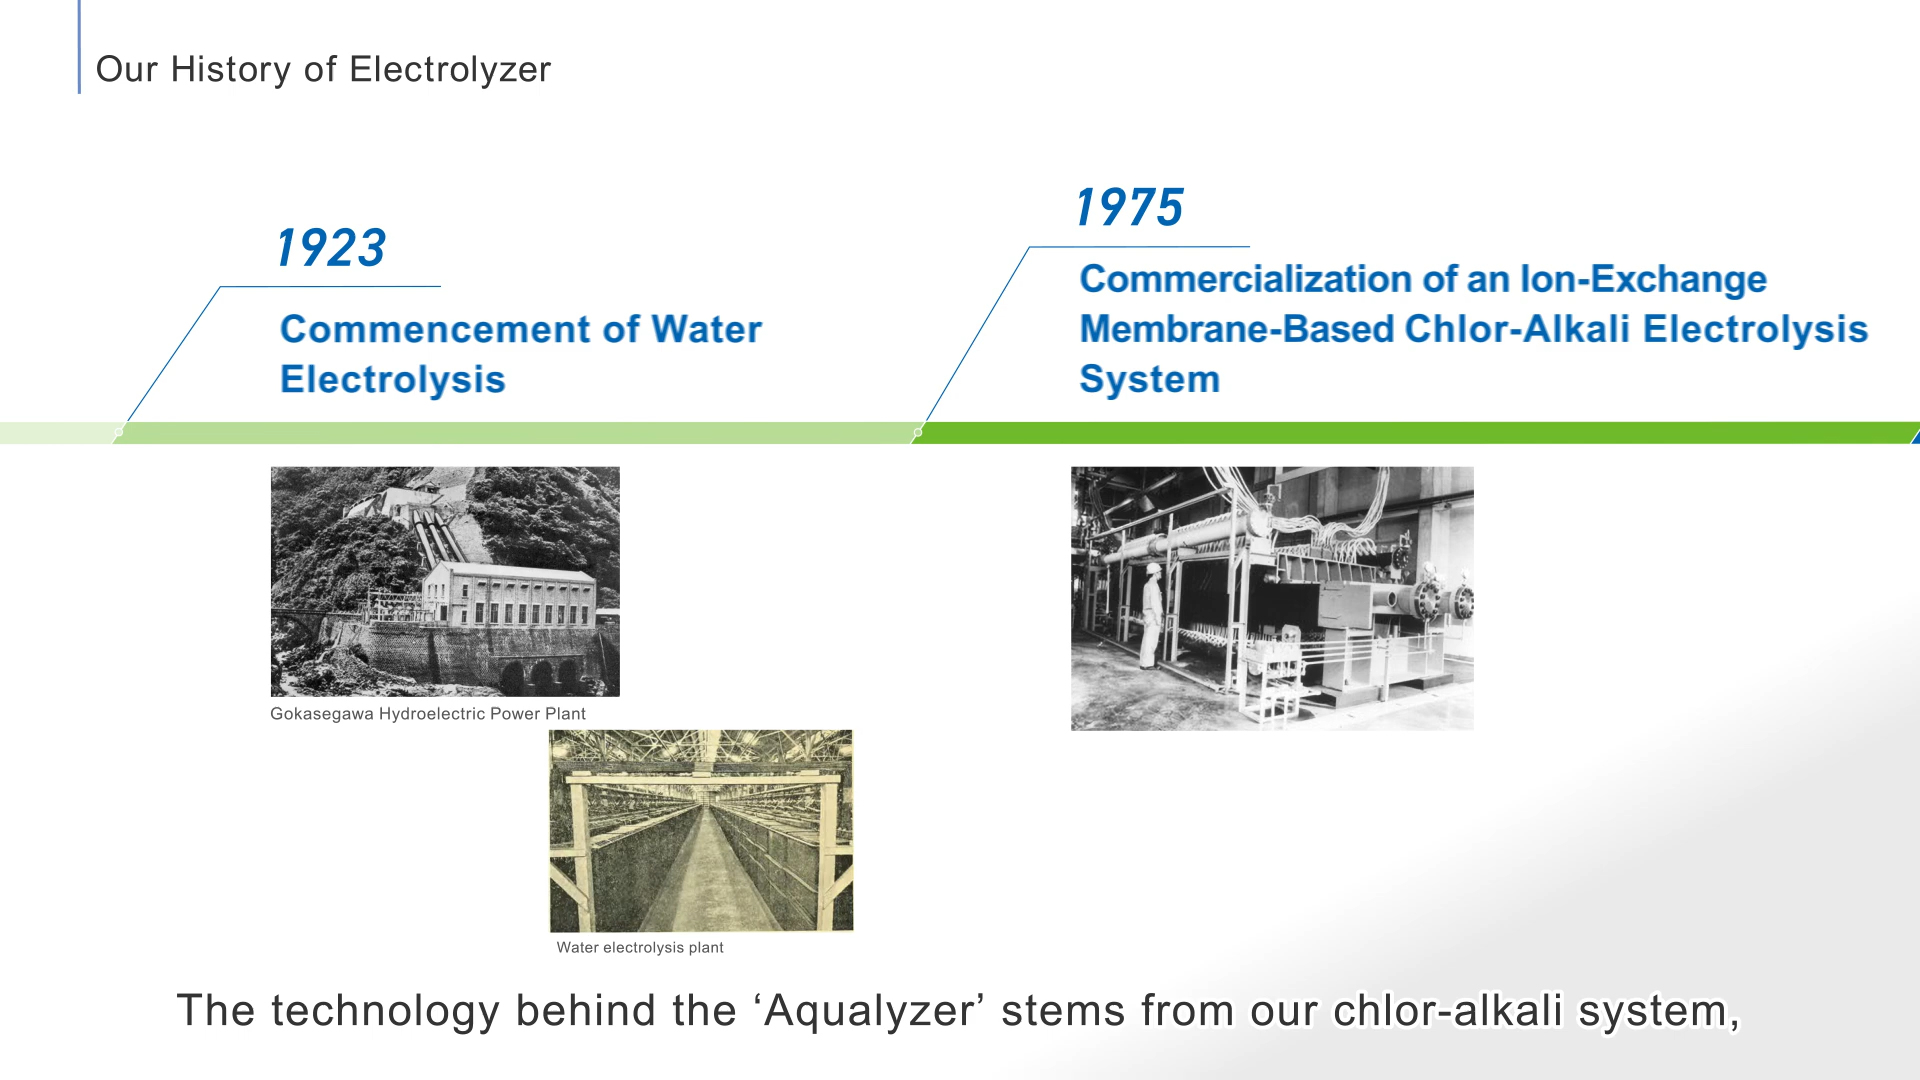 Our History of Electrolyzer
1923
Commencement of Water
Electrolysis
1975
Commercialization of an Ion-Exchange
Membrane-Based Chlor-Alkali Electrolysis
System
Gokasegawa Hydroelectric Power Plant
Water electrolysis plant
The technology behind the ‘Aqualyzer’ stems from our chlor-alkali system,